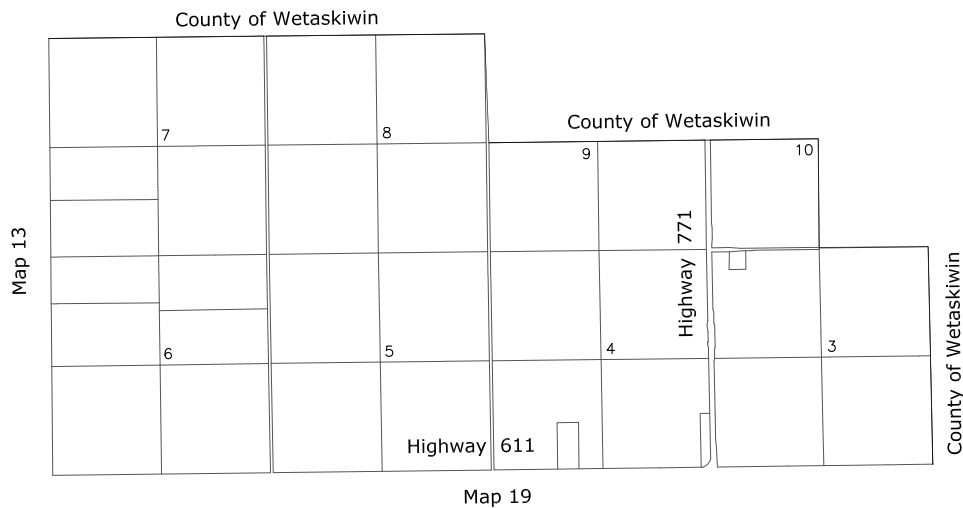 County of Wetaskiwin
County of Wetaskiwin
7
8
9
10
Map 13
Highway 771
County of Wetaskiwin
6
5
4
3
Highway 611
Map 19